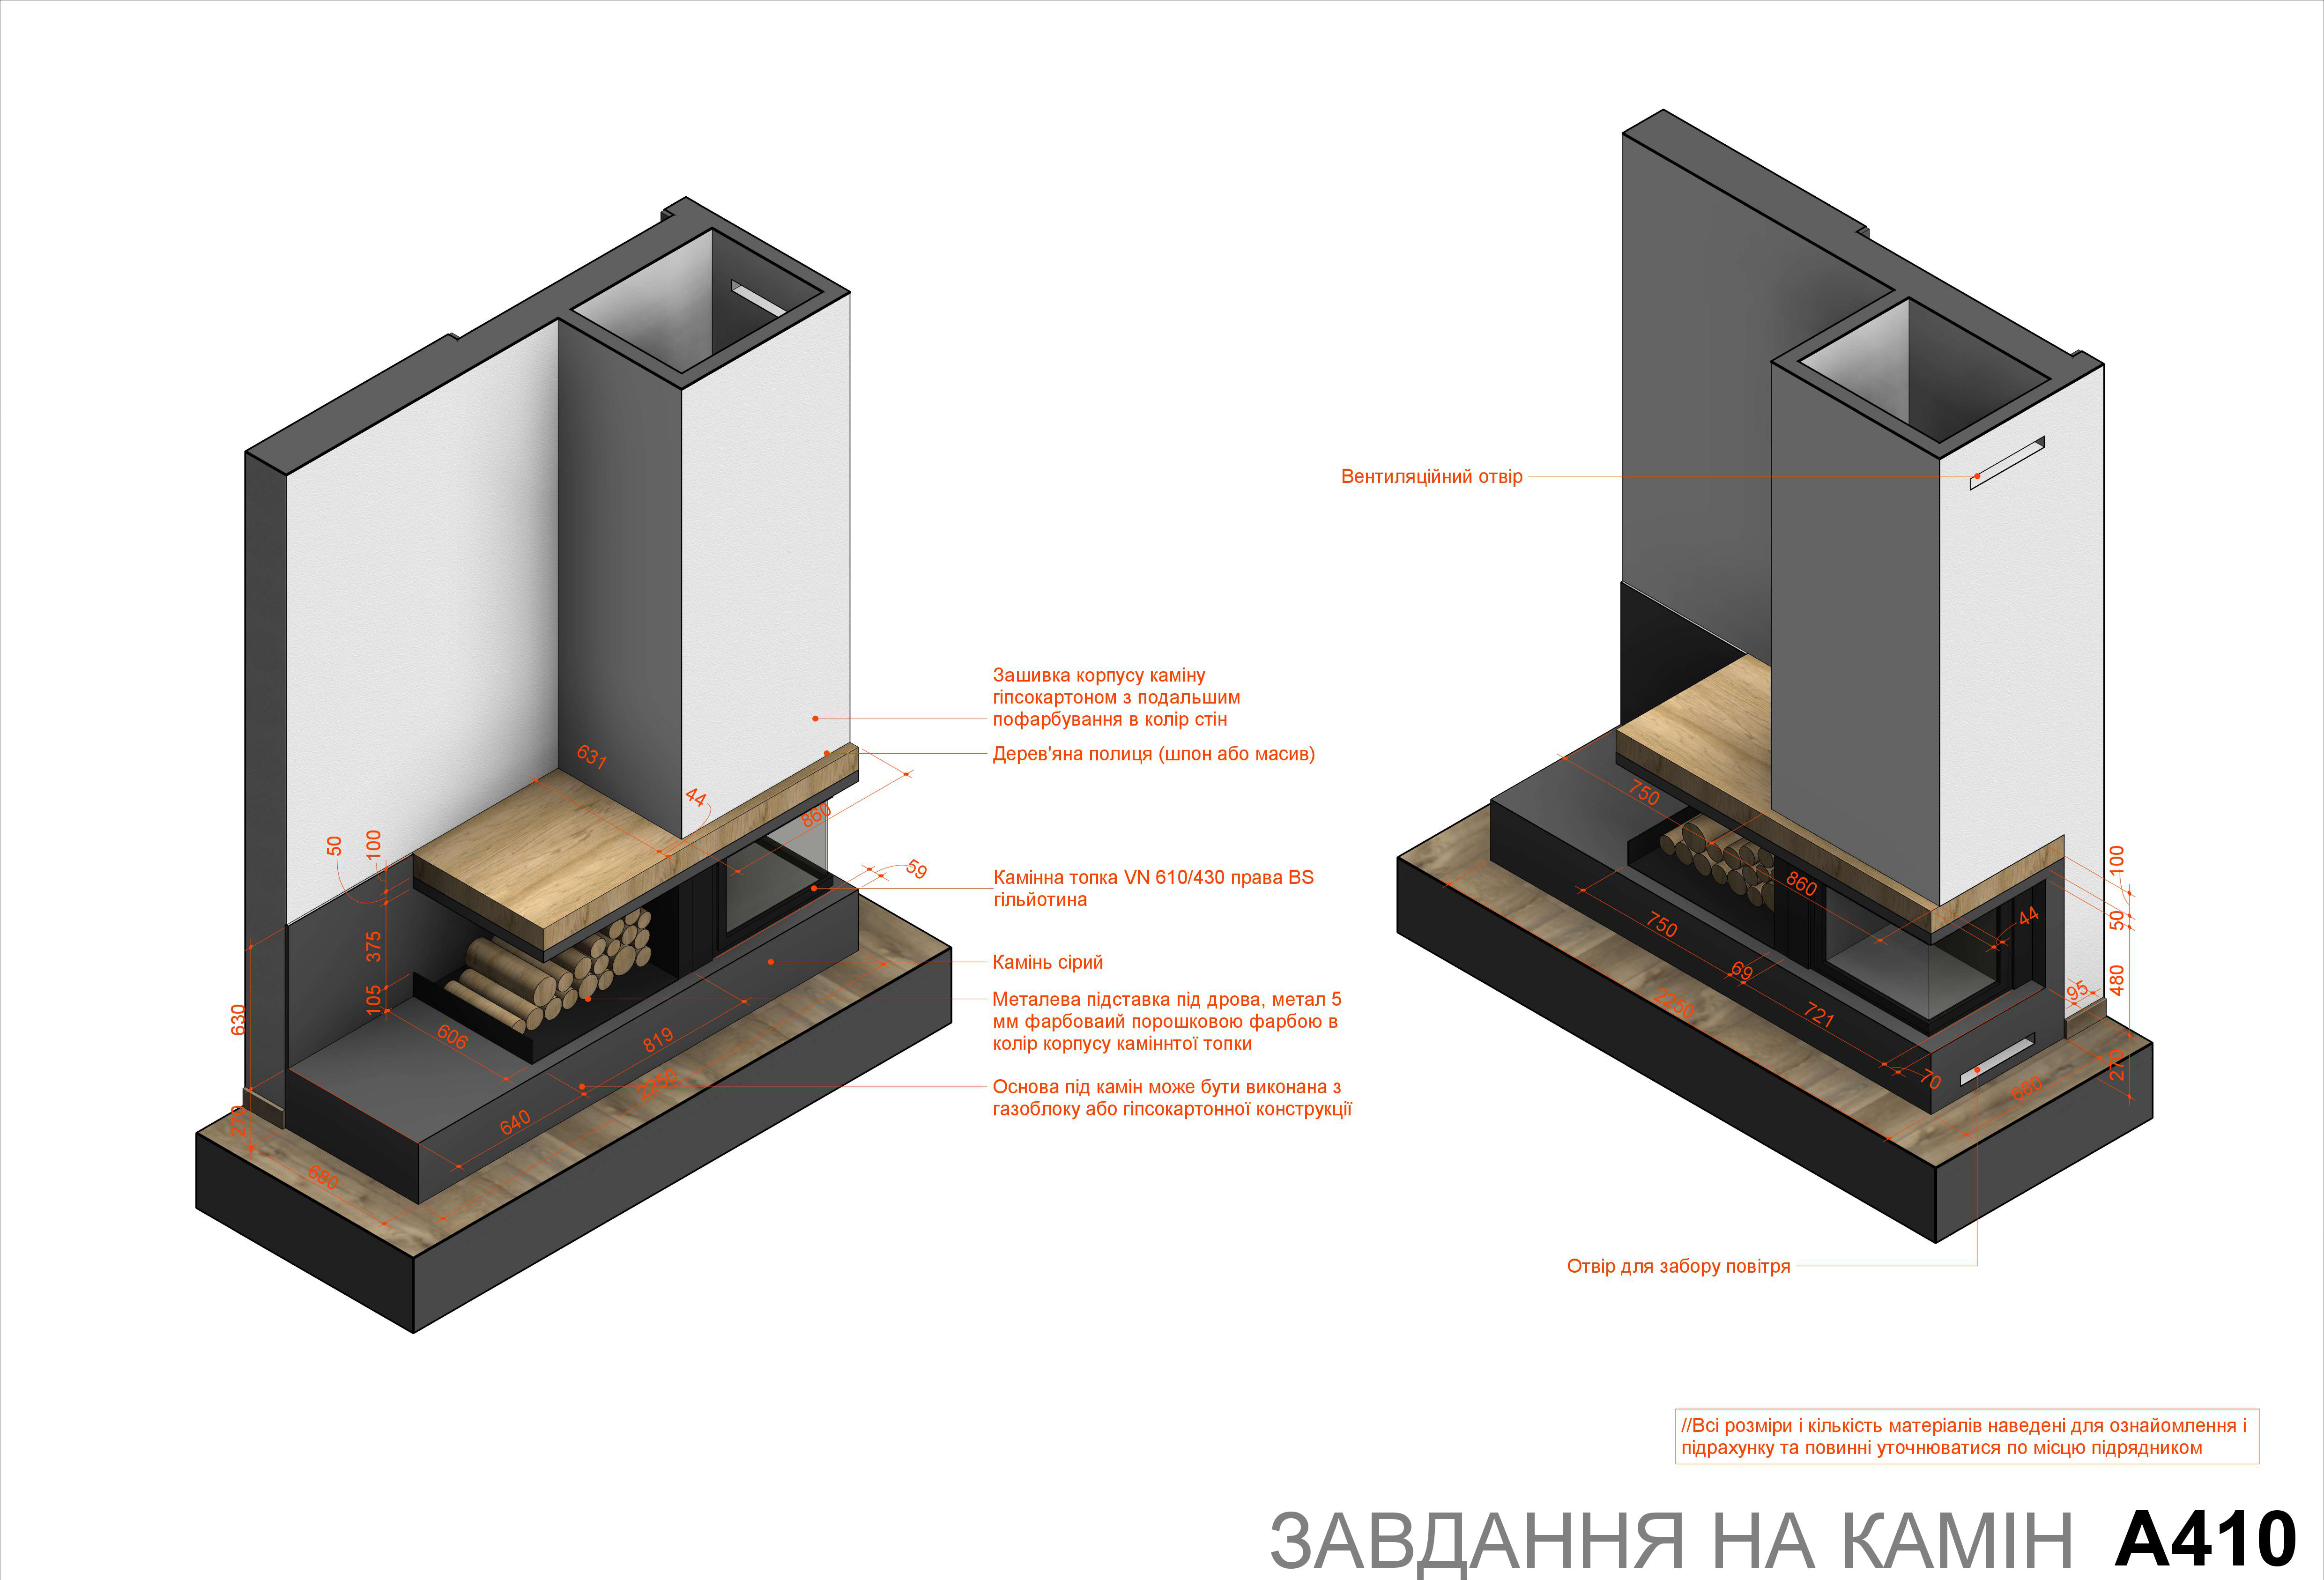 Вентиляційний отвір
Зашивка корпусу каміну
гіпсокартоном з подальшим
пофарбування в колір стін
Дерев'яна полиця (шпон або масив)
Камінна топка VN 610/430 права BS
гільйотина
Камінь сірий
Металева підставка під дрова, метал 5
мм фарбоваий порошковою фарбою в
колір корпусу каміннтої топки
Основа під камін може бути виконана з
газоблоку або гіпсокартонної конструкції
631
44
860
59
50
100
375
105
630
270
606
819
2250
640
680
750
860
750
69
2250
721
70
680
44
100
50
480
95
270
Отвір для забору повітря
//Всі розміри і кількість матеріалів наведені для ознайомлення і
підрахунку та повинні уточнюватися по місцю підрядником
ЗАВДАННЯ НА КАМІН A410